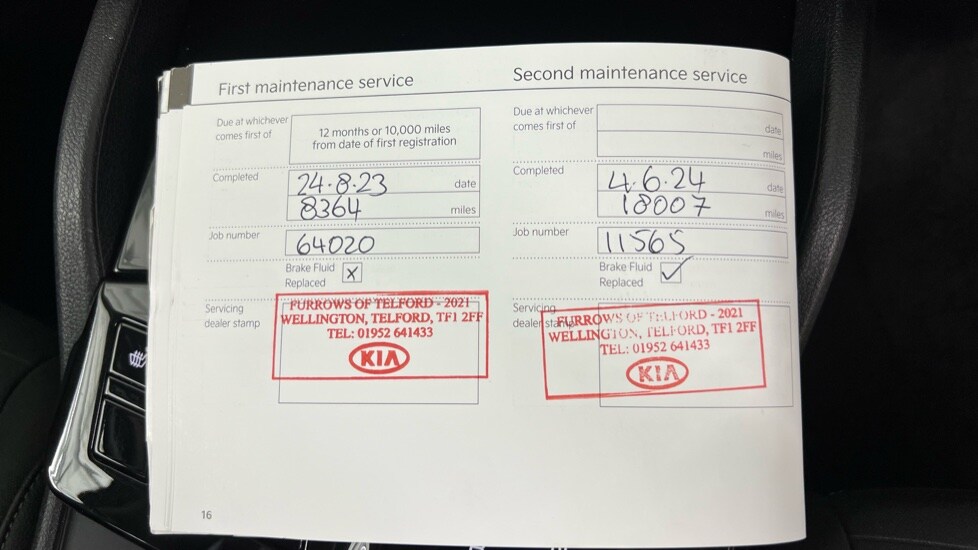 First maintenance service
Due at whichever
comes first of
12 months or 10,000 miles
from date of first registration
Completed
24.8.23 date
8364 miles
Job number
64020
Brake Fluid
Replaced X
Servicing
dealer stamp
FURROWS OF TELFORD - 2021
WELLINGTON, TELFORD, TF1 2FF
TEL: 01952 641433
KIA
16
Second maintenance service
Due at whichever
comes first of
date
miles
Completed
4.6.24 date
18007 miles
Job number
11565
Brake Fluid
Replaced ✓
Servicing
dealer stamp
FURROWS OF TELFORD - 2021
WELLINGTON, TELFORD, TF1 2FF
TEL: 01952 641433
KIA